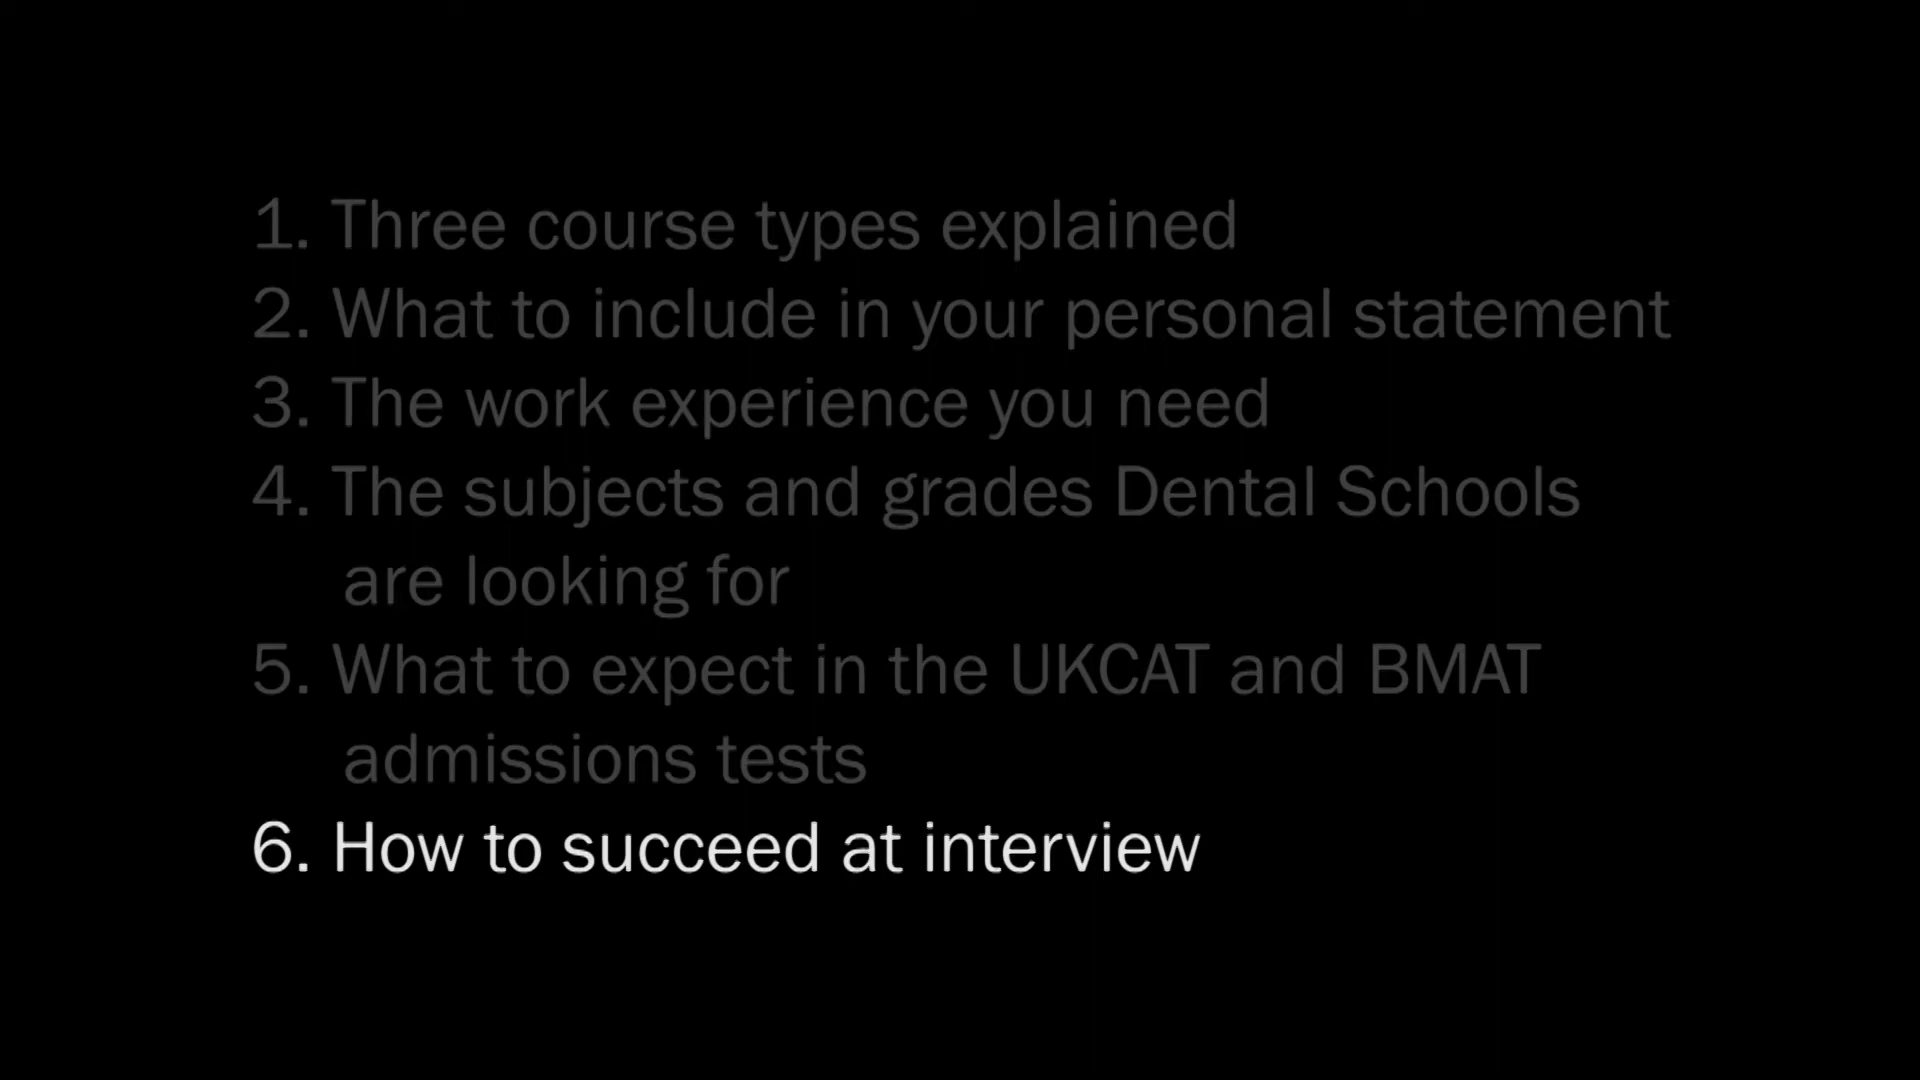 1. Three course types explained
2. What to include in your personal statement
3. The work experience you need
4. The subjects and grades Dental Schools
are looking for
5. What to expect in the UKCAT and BMAT
admissions tests
6. How to succeed at interview